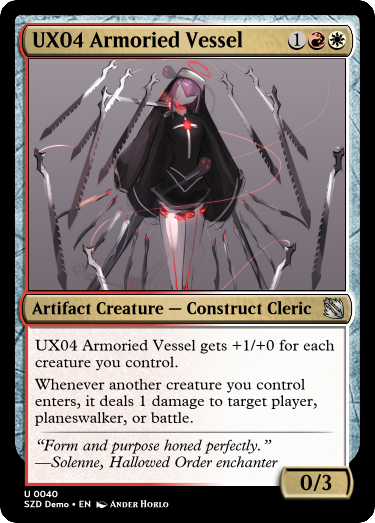 UX04 Armoried Vessel 1
Artifact Creature — Construct Cleric
UX04 Armoried Vessel gets +1/+0 for each
creature you control.
Whenever another creature you control
enters, it deals 1 damage to target player,
planeswalker, or battle.
“Form and purpose honed perfectly.”
—Solenne, Hallowed Order enchanter
0/3
U 0040
SZD Demo • EN Ander Horlo